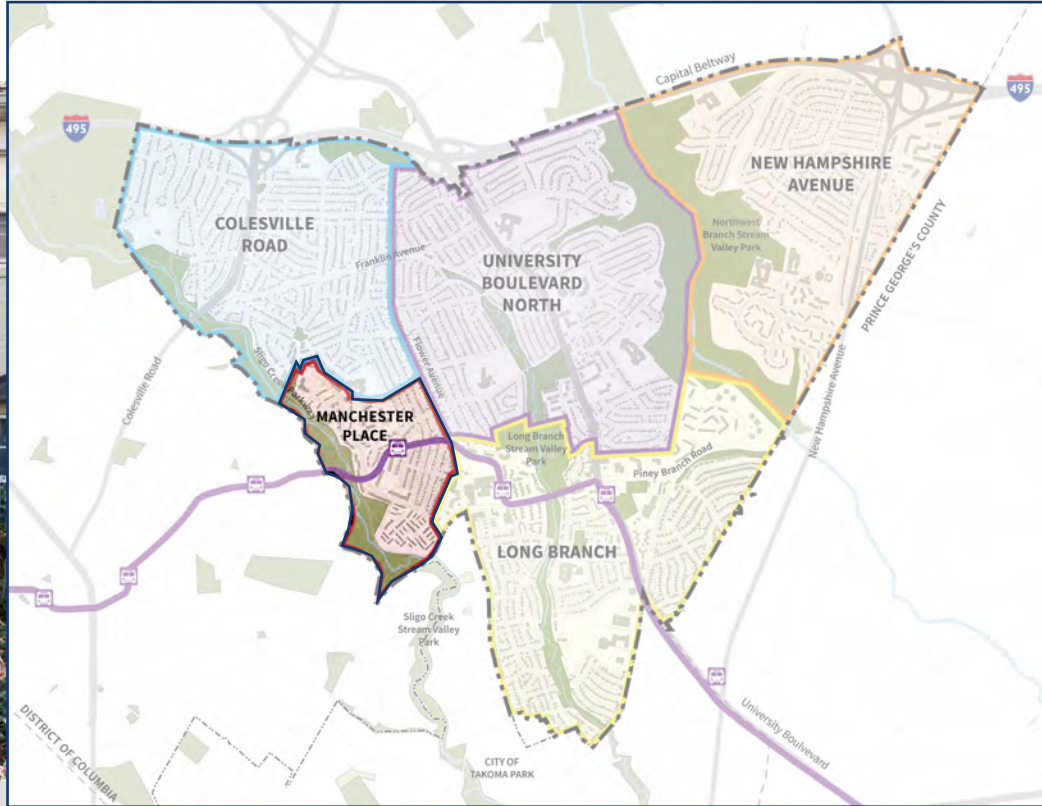 Capital Beltway
495
495
NEW HAMPSHIRE
AVENUE
COLESVILLE
ROAD
Northwest
Branch Stream
Valley Park
Franklin Avenue
UNIVERSITY
BOULEVARD
NORTH
PRINCE GEORGE'S COUNTY
Flower Avenue
Sligo Creek
Parkway
Colesville Road
New Hampshire Avenue
MANCHESTER
PLACE
Long Branch
Stream Valley
Park
Piney Branch Road
LONG BRANCH
Sligo Creek
Stream Valley
Park
University Boulvevard
DISTRICT OF COLUMBIA
CITY OF
TAKOMA PARK